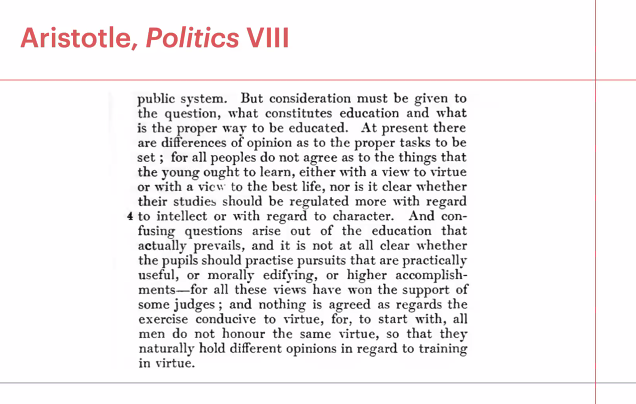 Aristotle, Politics VIII
public system. But consideration must be given to
the question, what constitutes education and what
is the proper way to be educated. At present there
are differences of opinion as to the proper tasks to be
set ; for all peoples do not agree as to the things that
the young ought to learn, either with a view to virtue
or with a view to the best life, nor is it clear whether
their studies should be regulated more with regard
4 to intellect or with regard to character. And con-
fusing questions arise out of the education that
actually prevails, and it is not at all clear whether
the pupils should practise pursuits that are practically
useful, or morally edifying, or higher accomplish-
ments—for all these views have won the support of
some judges ; and nothing is agreed as regards the
exercise conducive to virtue, for, to start with, all
men do not honour the same virtue, so that they
naturally hold different opinions in regard to training
in virtue.